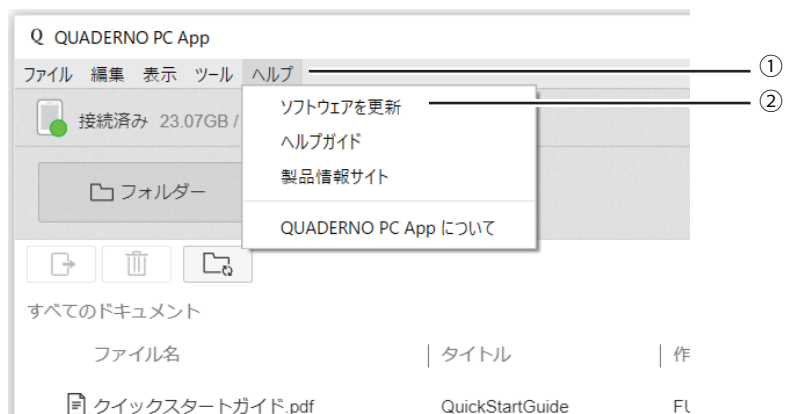 Q QUADERNO PC App
ファイル 編集 表示 ツール ヘルプ ①
ソフトウェアを更新 ②
接続済み 23.07GB /
ヘルプガイド
製品情報サイト
フォルダー
QUADERNO PC App について
すべてのドキュメント
ファイル名 タイトル 作
クイックスタートガイド.pdf QuickStartGuide FU